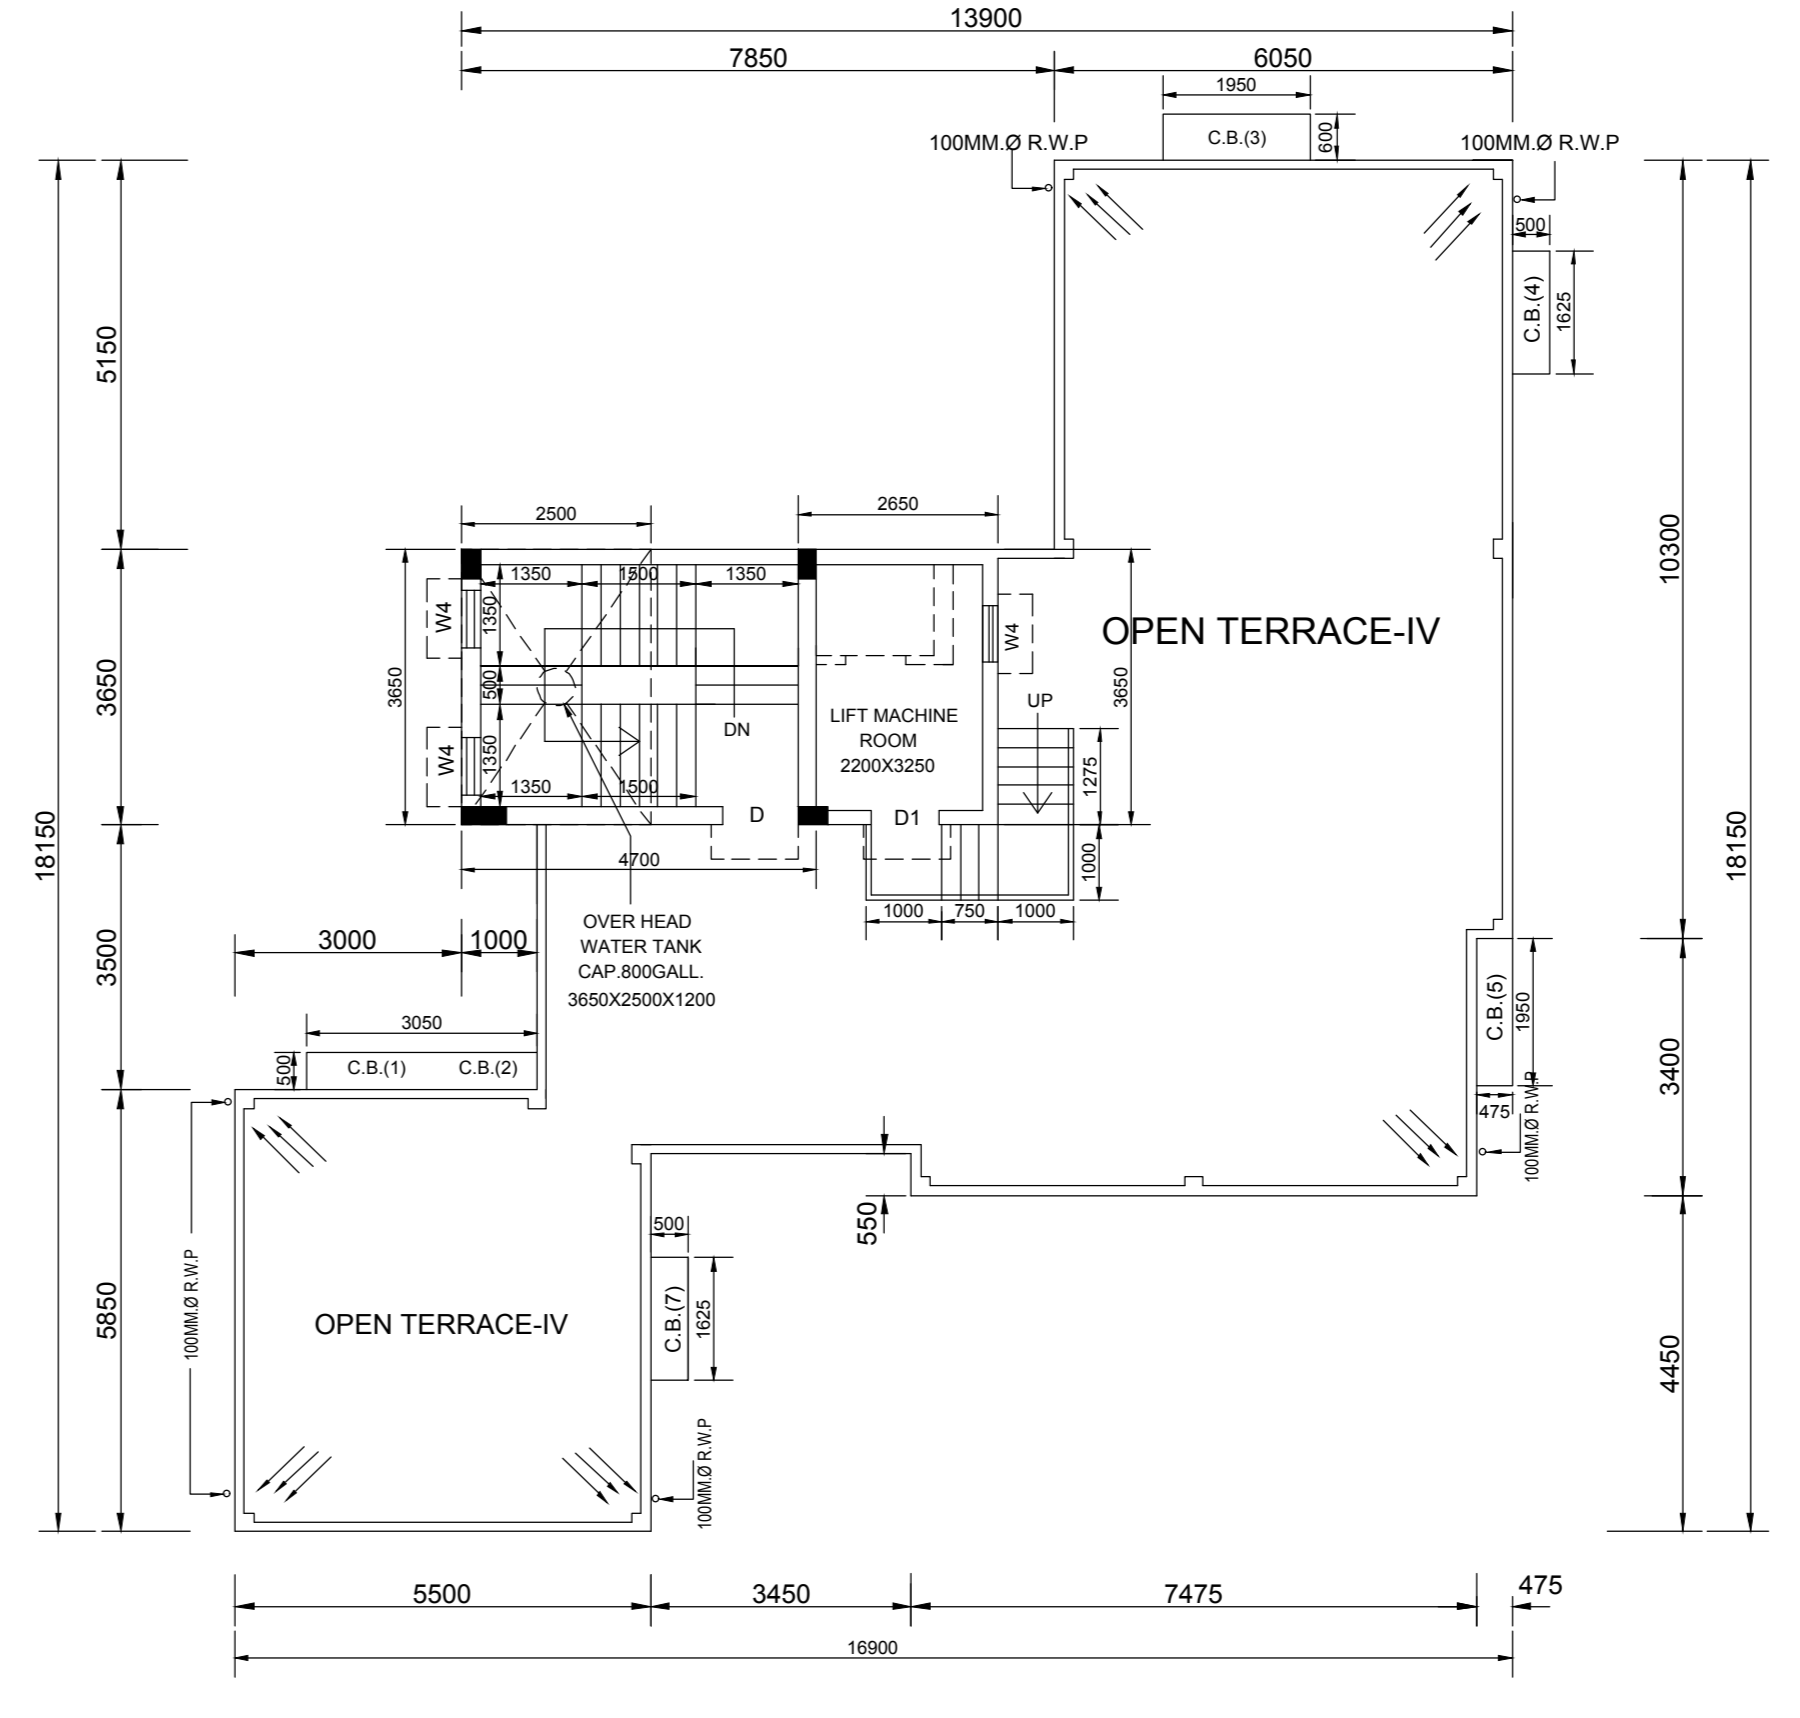 13900
7850
6050
1950
C.B.(3)
600
100MM.Ø R.W.P
100MM.Ø R.W.P
500
C.B.(4)
1625
5150
10300
2500
2650
1350
1500
1350
W4
1350
W4
OPEN TERRACE-IV
3650
3650
500
3650
UP
LIFT MACHINE
ROOM
2200X3250
DN
W4
1350
1275
1350
1500
D
D1
18150
18150
4700
1000
1000
750
1000
OVER HEAD
WATER TANK
CAP.800GALL.
3650X2500X1200
3000
1000
3500
C.B.(5)
1950
3050
500
C.B.(1)
C.B.(2)
3400
475
100MM.Ø R.W.P
550
500
C.B.(7)
1625
100MM.Ø R.W.P
5850
OPEN TERRACE-IV
4450
100MM.Ø R.W.P
5500
3450
7475
475
16900